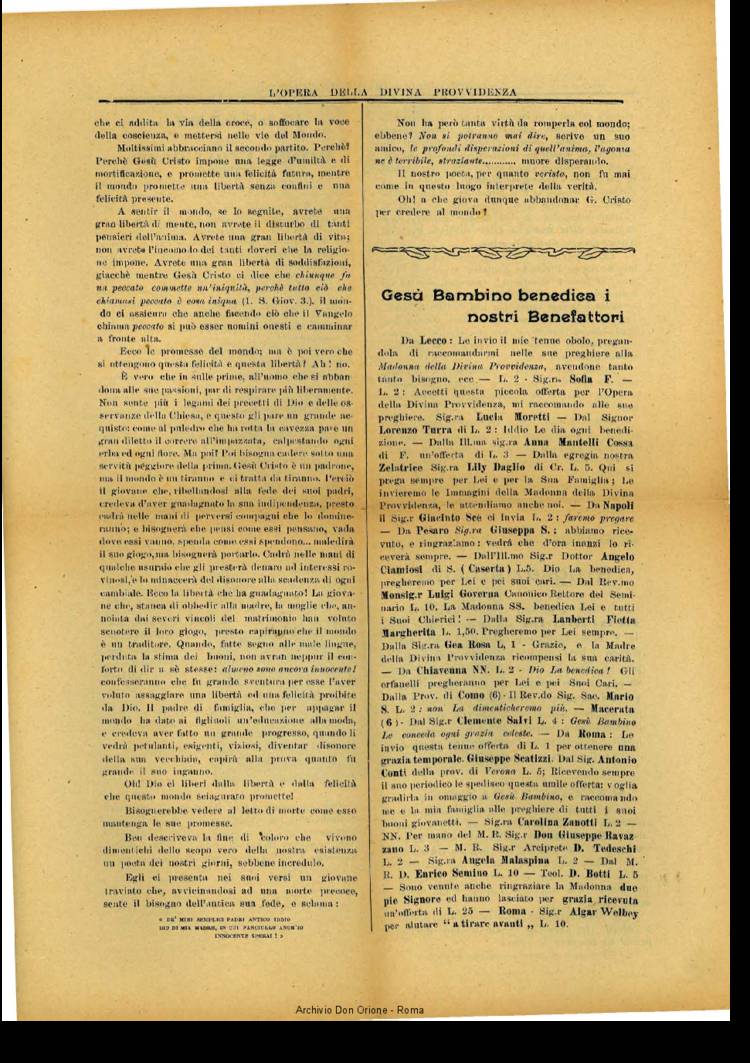 L'OPERA DELLA DIVINA PROVVIDENZA
che ci addita la via della croce, o soffocare la voce
della coscienza, e mettersi nelle vie del Mondo.
Moltissimi abbracciano il secondo partito. Perchè?
Perchè Gesù Cristo impone una legge d'umiltà e di
mortificazione, e promette una felicità futura, mentre
il mondo promette una libertà senza confini e una
felicità presente.
A sentir il mondo, se lo seguite, avrete una
gran libertà di mente, non avrete il disturbo di tanti
pensieri dell'anima. Avrete una gran libertà di vita;
non avrete l'incomodo dei tanti doveri che la religio-
ne impone. Avrete una gran libertà di soddisfazioni,
giacchè mentre Gesù Cristo ci dice che chiunque fa
un peccato commette un'iniquità, perchè tutto ciò che
chiamasi peccato è cosa iniqua (1. S. Giov. 3.), il mon-
do ci assicura che anche facendo ciò che il Vangelo
chiama peccato si può esser uomini onesti e camminar
a fronte alta.
Ecco le promesse del mondo; ma è poi vero che
si ottengono questa felicità e questa libertà? Ah! no.
È vero che in sulle prime, all'uomo che si abban-
dona alle sue passioni, par di respirare più liberamente.
Non sente più i legami dei precetti di Dio e delle os-
servanze della Chiesa, e questo gli pare un grande ac-
quisto: come al puledro che ha rotta la cavezza pare un
gran diletto il correre all'impazzata, calpestando ogni
erba ed ogni fiore. Ma poi? Poi bisogna cadere sotto una
servitù peggiore della prima. Gesù Cristo è un padrone,
ma il mondo è un tiranno e ci tratta da tiranno. Perciò
il giovane che, ribellandosi alla fede dei suoi padri,
credeva d'aver guadagnato la sua indipendenza, presto
cadrà nelle mani di perversi compagni che lo domine-
ranno; e bisognerà che pensi come essi pensano, vada
dove essi vanno, spenda come essi spendono... maledirà
il suo giogo, ma bisognerà portarlo. Cadrà nelle mani di
qualche usuraio che gli presterà denaro ad interessi ro-
vinosi, e lo minaccerà del disonore alla scadenza di ogni
cambiale. Ecco la libertà che ha guadagnato! La giova-
ne che, stanca di obbedir alla madre, la moglie che, an-
noiata dai severi vincoli del matrimonio han voluto
scuotere il loro giogo, presto capiranno che il mondo
è un traditore. Quando, fatte segno alle male lingue,
perduta la stima dei buoni, non avran neppur il con-
forto di dir a sè stesse: almeno sono ancora innocente!
confesseranno che fu grande sventura per esse l'aver
voluto assaggiare una libertà ed una felicità proibite
da Dio. Il padre di famiglia, che per appagar il
mondo ha dato ai figliuoli un'educazione alla moda,
e credeva aver fatto un grande progresso, quando li
vedrà petulanti, esigenti, viziosi, diventar disonore
della sua vecchiaia, capirà alla prova quanto fu
grande il suo inganno.
Oh! Dio ci liberi dalla libertà e dalla felicità
che questo mondo sciagurato promette!
Bisognerebbe vedere al letto di morte come esso
mantenga le sue promesse.
Ben descriveva la fine di coloro che vivono
dimentichi dello scopo vero della nostra esistenza
un poeta dei nostri giorni, sebbene incredulo.
Egli ci presenta nei suoi versi un giovane
traviato che, avvicinandosi ad una morte precoce,
sente il bisogno dell'antica sua fede, e sclama:
« DE' MIEI SEMPLICI PADRI ANTICO IDDIO
DIO DI MIA MADRE, IN CUI FANCIULLO ANCH'IO
INNOCENTE SPERAI! »
Non ha però tanta virtù da romperla col mondo;
ebbene? Non si potranno mai dire, scrive un suo
amico, le profondi disperazioni di quell'anima, l'agonia
ne è terribile, straziante........... muore disperando.
Il nostro poeta, per quanto verista, non fu mai
come in questo luogo interprete della verità.
Oh! a che giova dunque abbandonar G. Cristo
per credere al mondo?
Gesù Bambino benedica i
nostri Benefattori
Da Lecco: Le invio il mio tenue obolo, pregan-
dola di raccomandarmi nelle sue preghiere alla
Madonna della Divina Provvidenza, avendone tanto
tanto bisogno, ecc — L. 2 - Sig.ra Sofia F. —
L. 2: Accetti questa piccola offerta per l'Opera
della Divina Provvidenza, mi raccomando alle sue
preghiere. Sig.ra Lucia Moretti — Dal Signor
Lorenzo Turra di L. 2: Iddio Le dia ogni benedi-
zione. — Dalla Ill.ma sig.ra Anna Mantelli Cossa
di F. un'offerta di L. 3 — Dalla egregia nostra
Zelatrice Sig.ra Lily Daglio di Cr. L. 5. Qui si
prega sempre per Lei e per la Sua Famiglia; Le
invieremo le Immagini della Madonna della Divina
Provvidenza, le attendiamo anche noi. — Da Napoli
il Sig.r Giacinto Scè ci invia L. 2: faremo pregare
— Da Pesaro Sig.ra Giuseppa S.; abbiamo rice-
vuto, e ringraziamo: vedrà che d'ora inanzi lo ri-
ceverà sempre. — Dall'Ill.mo Sig.r Dottor Angelo
Ciamiosi di S. (Caserta) L.5. Dio La benedica,
pregheremo per Lei e pei suoi cari. — Dal Rev.mo
Monsig.r Luigi Governa Canonico Rettore del Semi-
nario L. 10. La Madonna SS. benedica Lei e tutti
i Suoi Chierici! — Dalla Sig.ra Lanberti Fietta
Margherita L. 1,50. Pregheremo per Lei sempre. —
Dalla Sig.ra Gea Rosa L, 1 - Grazie, e la Madre
della Divina Provvidenza ricompensi la sua carità.
— Da Chiavenna NN. L. 2 - Dio La benedica! Gli
orfanelli pregheranno per Lei e pei Suoi Cari. —
Dalla Prov. di Como (6) - Il Rev.do Sig. Sac. Mario
S. L. 2: non La dimenticheremo più. — Macerata
(6) - Dal Sig.r Clemente Salvi L. 4: Gesù Bambino
Le conceda ogni grazia celeste. — Da Roma: Le
invio questa tenue offerta di L. 1 per ottenere una
grazia temporale. Giuseppe Scatizzi. Dal Sig. Antonio
Conti della prov. di Verona L. 5; Ricevendo sempre
il suo periodico le spedisco questa umile offerta: voglia
gradirla in omaggio a Gesù Bambino, e raccomando
me e la mia famiglia alle preghiere di tutti i suoi
buoni giovanetti. — Sig.ra Carolina Zanotti L. 2 —
NN. Per mano del M. R. Sig.r Don Giuseppe Ravaz
zano L. 3 — M. R. Sig.r Arciprete D. Tedeschi
L. 2 — Sig.ra Angela Malaspina L. 2 — Dal M.
R. D. Enrico Semino L. 10 — Teol. D. Botti L. 5
— Sono venute anche ringraziare la Madonna due
pie Signore ed hanno lasciato per grazia ricevuta
un'offerta di L. 25 — Roma - Sig.r Algar Welbey
per aiutare “a tirare avanti„ L. 10.
Archivio Don Orione - Roma